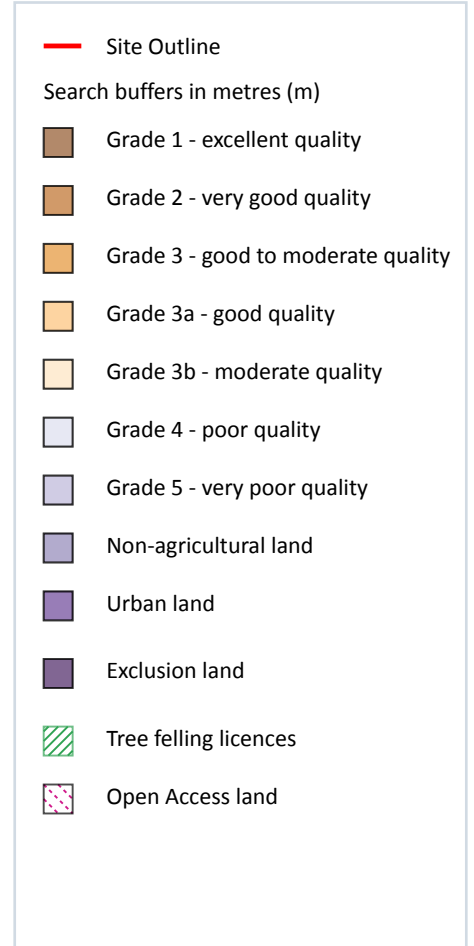 Site Outline
Search buffers in metres (m)
Grade 1 - excellent quality
Grade 2 - very good quality
Grade 3 - good to moderate quality
Grade 3a - good quality
Grade 3b - moderate quality
Grade 4 - poor quality
Grade 5 - very poor quality
Non-agricultural land
Urban land
Exclusion land
Tree felling licences
Open Access land